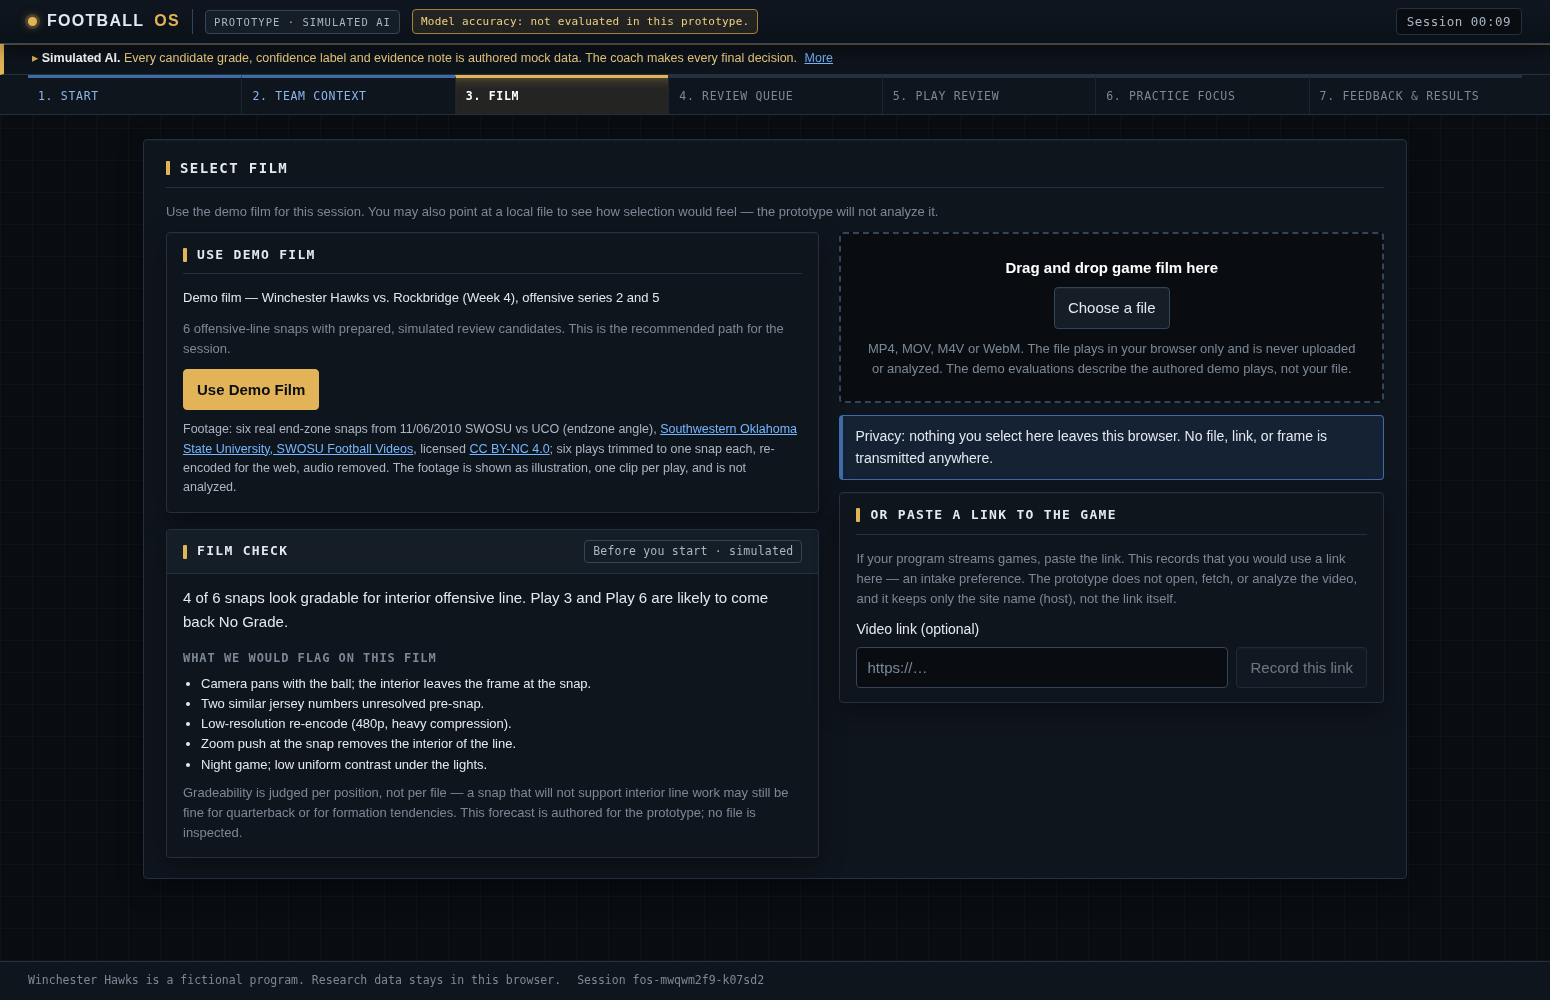 FOOTBALL OS
PROTOTYPE · SIMULATED AI
Model accuracy: not evaluated in this prototype.
Session 00:09
▸ Simulated AI. Every candidate grade, confidence label and evidence note is authored mock data. The coach makes every final decision. More
1. START
2. TEAM CONTEXT
3. FILM
4. REVIEW QUEUE
5. PLAY REVIEW
6. PRACTICE FOCUS
7. FEEDBACK & RESULTS
SELECT FILM
Use the demo film for this session. You may also point at a local file to see how selection would feel — the prototype will not analyze it.
USE DEMO FILM
Demo film — Winchester Hawks vs. Rockbridge (Week 4), offensive series 2 and 5
6 offensive-line snaps with prepared, simulated review candidates. This is the recommended path for the
session.
Use Demo Film
Footage: six real end-zone snaps from 11/06/2010 SWOSU vs UCO (endzone angle), Southwestern Oklahoma
State University, SWOSU Football Videos, licensed CC BY-NC 4.0; six plays trimmed to one snap each, re-
encoded for the web, audio removed. The footage is shown as illustration, one clip per play, and is not
analyzed.
FILM CHECK
Before you start · simulated
4 of 6 snaps look gradable for interior offensive line. Play 3 and Play 6 are likely to come
back No Grade.
WHAT WE WOULD FLAG ON THIS FILM
• Camera pans with the ball; the interior leaves the frame at the snap.
• Two similar jersey numbers unresolved pre-snap.
• Low-resolution re-encode (480p, heavy compression).
• Zoom push at the snap removes the interior of the line.
• Night game; low uniform contrast under the lights.
Gradeability is judged per position, not per file — a snap that will not support interior line work may still be
fine for quarterback or for formation tendencies. This forecast is authored for the prototype; no file is
inspected.
Drag and drop game film here
Choose a file
MP4, MOV, M4V or WebM. The file plays in your browser only and is never uploaded
or analyzed. The demo evaluations describe the authored demo plays, not your file.
Privacy: nothing you select here leaves this browser. No file, link, or frame is
transmitted anywhere.
OR PASTE A LINK TO THE GAME
If your program streams games, paste the link. This records that you would use a link
here — an intake preference. The prototype does not open, fetch, or analyze the video,
and it keeps only the site name (host), not the link itself.
Video link (optional)
https://…
Record this link
Winchester Hawks is a fictional program. Research data stays in this browser. Session fos-mwqwm2f9-k07sd2